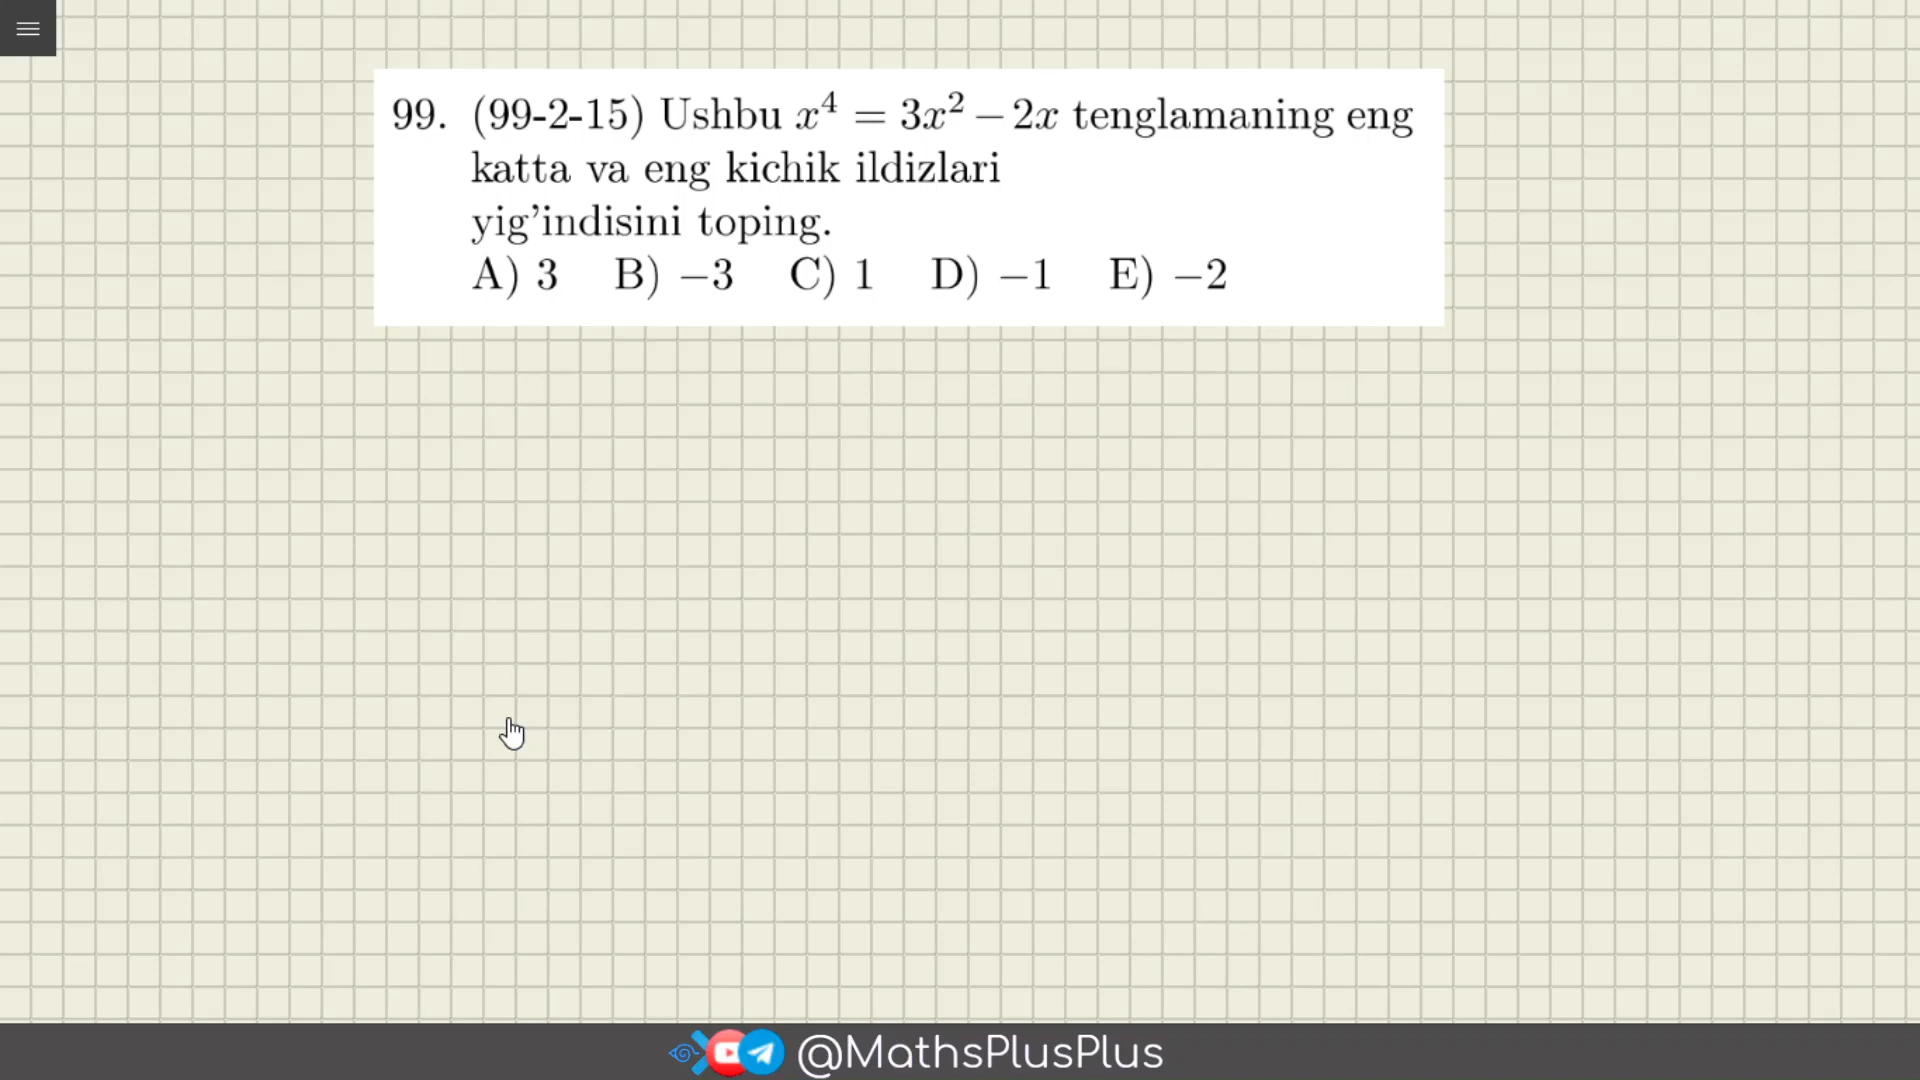 99. (99-2-15) Ushbu x⁴ = 3x² − 2x tenglamaning eng
katta va eng kichik ildizlari
yig’indisini toping.
A) 3 B) −3 C) 1 D) −1 E) −2
@MathsPlusPlus